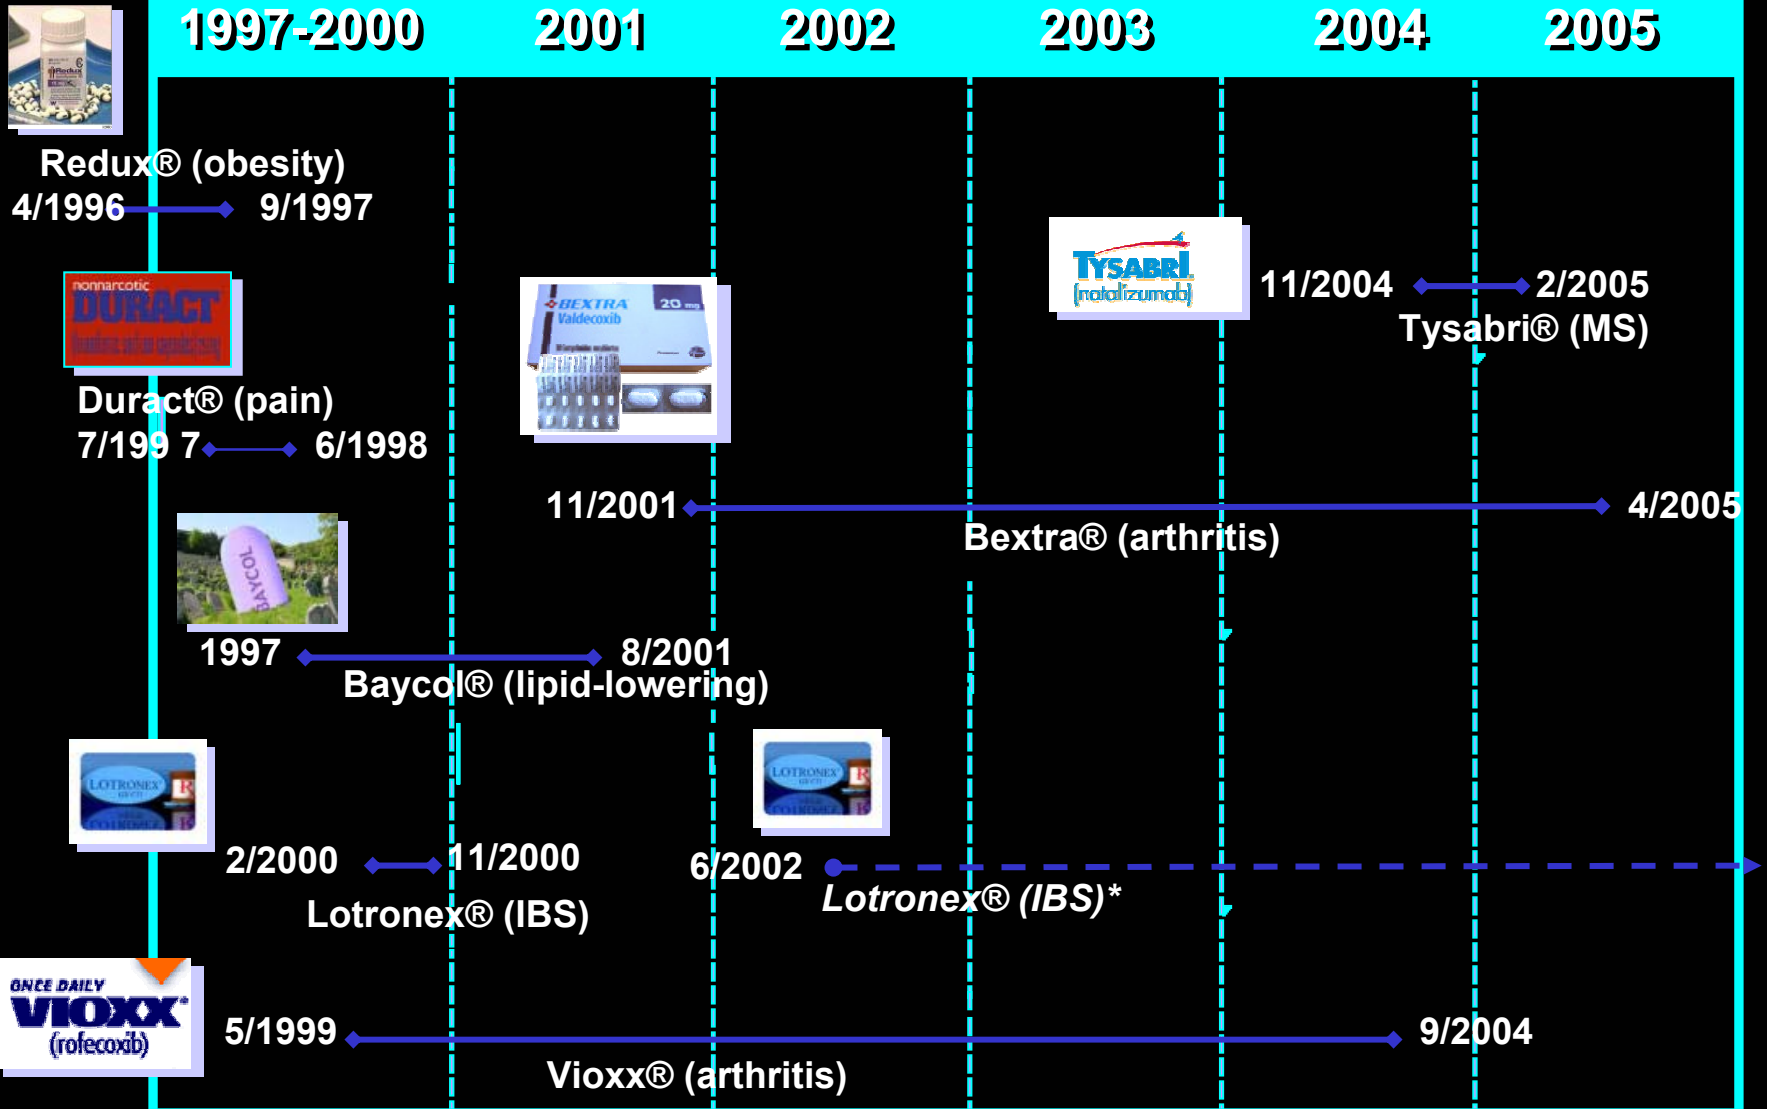 1997-2000 2001 2002 2003 2004 2005
Redux
Redux® (obesity)
4/1996 9/1997
nonnarcotic
DURACT
Duract® (pain)
7/199 7 6/1998
BEXTRA 20 mg
Valdecoxib
TYSABRI
(natalizumab)
11/2004 2/2005
Tysabri® (MS)
11/2001 4/2005
Bextra® (arthritis)
BAYCOL
1997 8/2001
Baycol® (lipid-lowering)
LOTRONEX
LOTRONEX
2/2000 11/2000
Lotronex® (IBS)
6/2002
Lotronex® (IBS)*
ONCE DAILY
VIOXX®
(rofecoxib)
5/1999 9/2004
Vioxx® (arthritis)